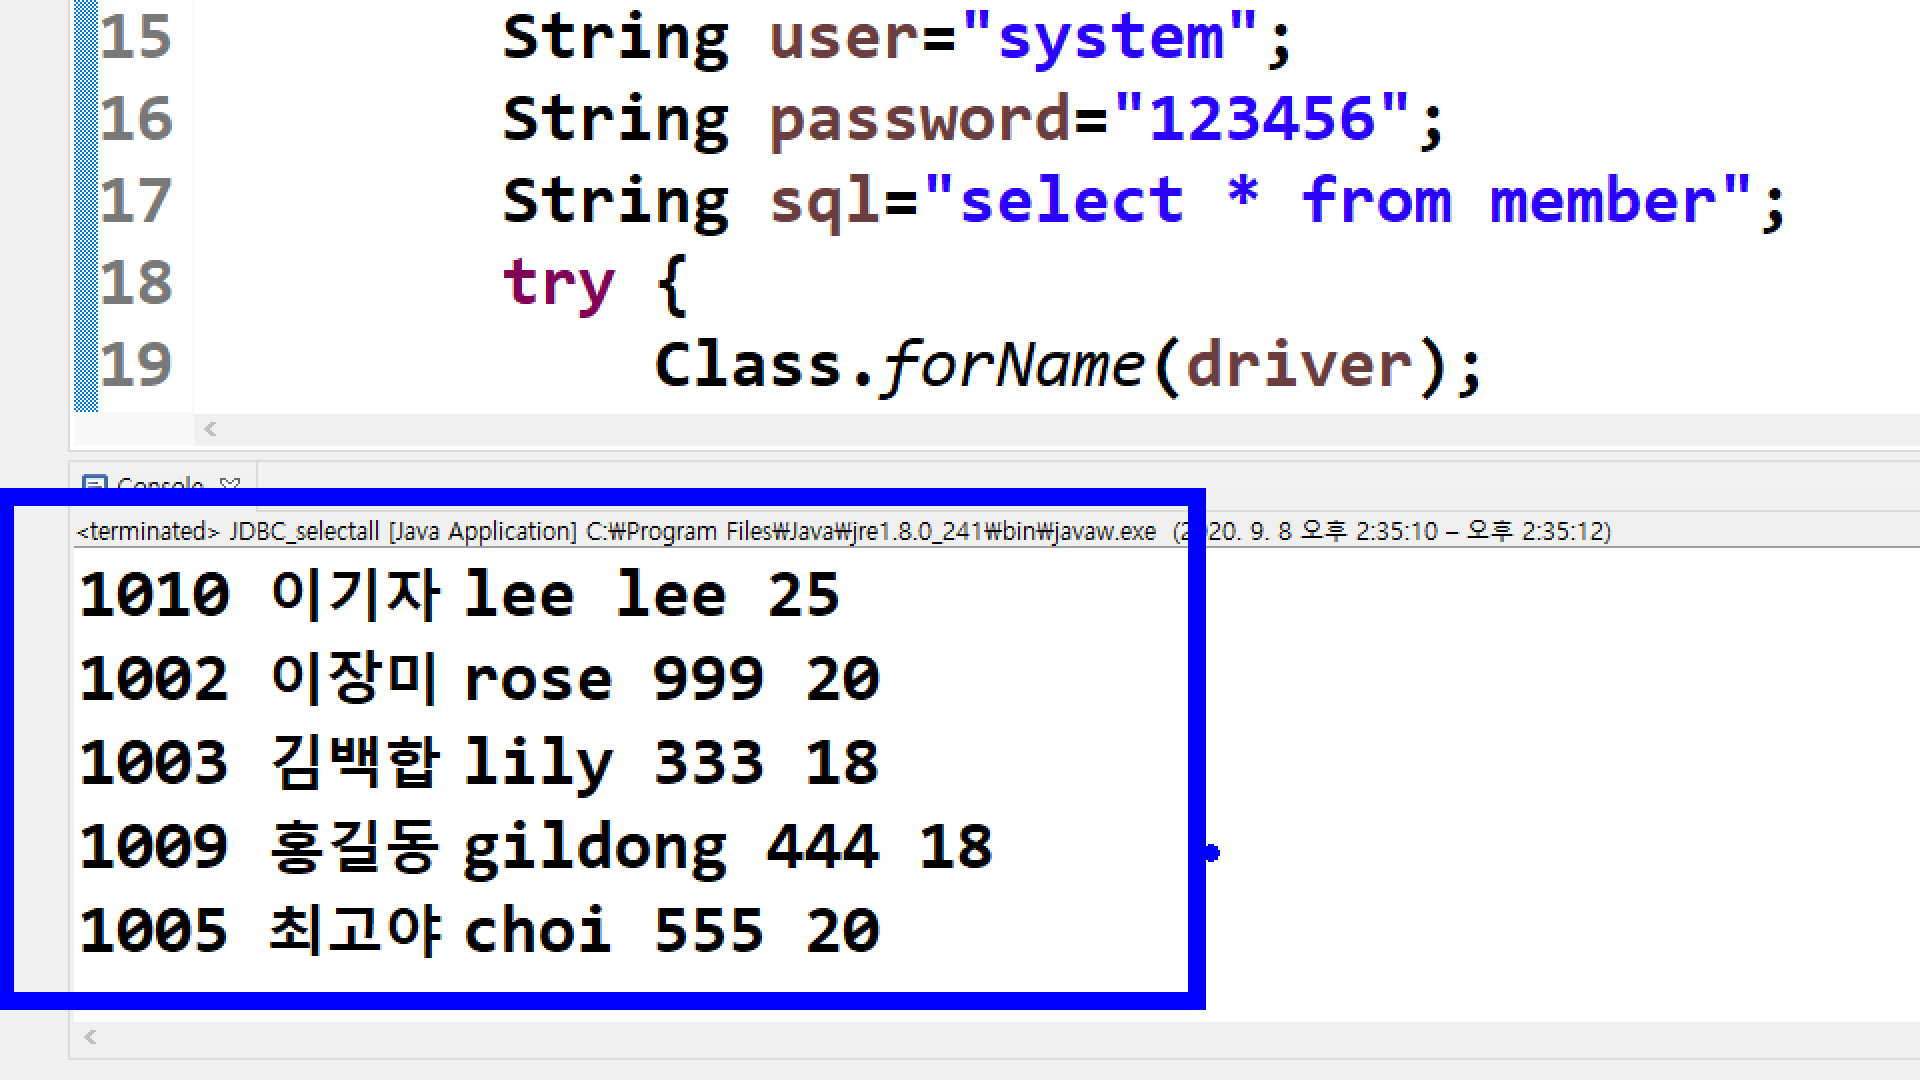 15 String user="system";
16 String password="123456";
17 String sql="select * from member";
18 try {
19 Class.forName(driver);
Console
<terminated> JDBC_selectall [Java Application] C:₩Program Files₩Java₩jre1.8.0_241₩bin₩javaw.exe (2020. 9. 8 오후 2:35:10 – 오후 2:35:12)
1010 이기자 lee lee 25
1002 이장미 rose 999 20
1003 김백합 lily 333 18
1009 홍길동 gildong 444 18
1005 최고야 choi 555 20